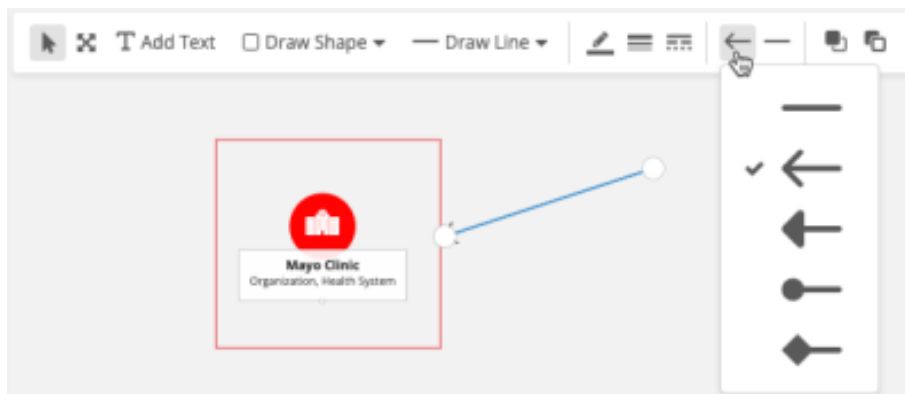 Add Text Draw Shape Draw Line
Mayo Clinic
Organization, Health System